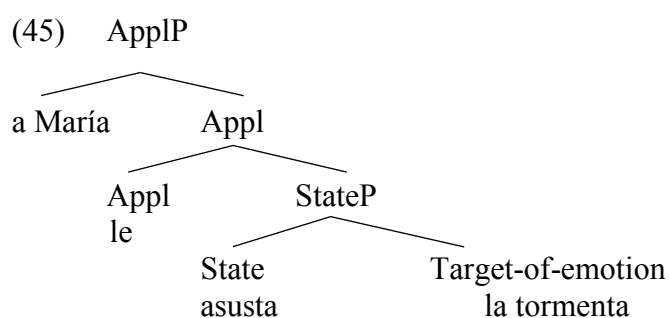 (45) ApplP
a María Appl
Appl StateP
le
State Target-of-emotion
asusta la tormenta